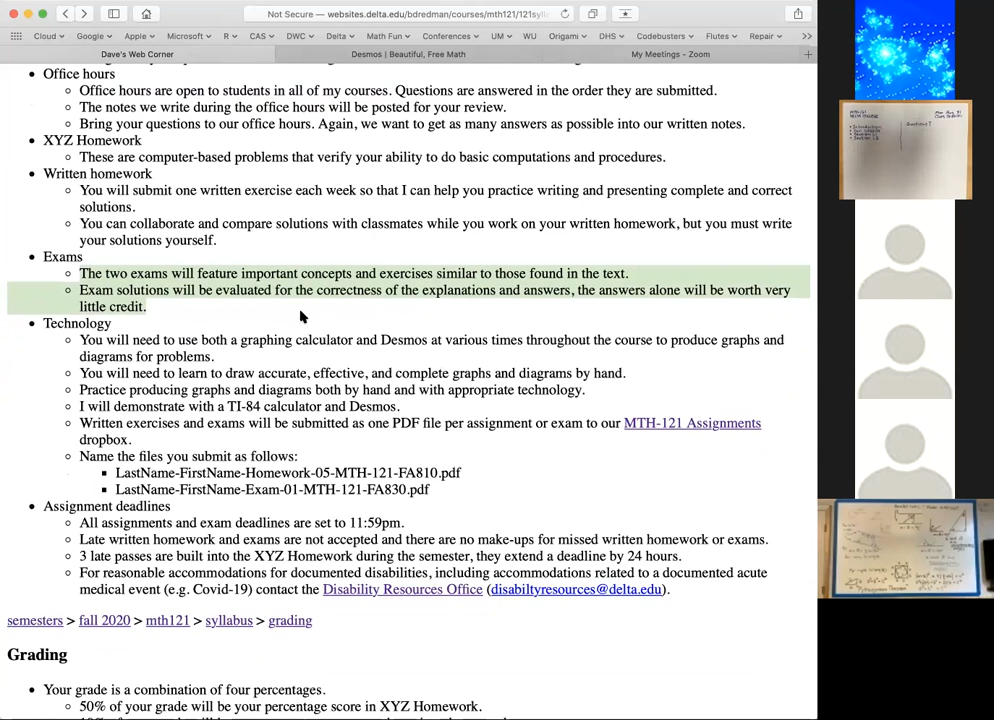 Not Secure — websites.delta.edu/bdredman/courses/mth121/121syll
Cloud Google Apple Microsoft R CAS DWC Delta Math Fun Conferences UM WU Origami DHS Codebusters Flutes Repair >>
Dave's Web Corner Desmos | Beautiful, Free Math My Meetings - Zoom +
• Office hours
Office hours are open to students in all of my courses. Questions are answered in the order they are submitted.
The notes we write during the office hours will be posted for your review.
Bring your questions to our office hours. Again, we want to get as many answers as possible into our written notes.
• XYZ Homework
These are computer-based problems that verify your ability to do basic computations and procedures.
• Written homework
You will submit one written exercise each week so that I can help you practice writing and presenting complete and correct
solutions.
You can collaborate and compare solutions with classmates while you work on your written homework, but you must write
your solutions yourself.
• Exams
The two exams will feature important concepts and exercises similar to those found in the text.
Exam solutions will be evaluated for the correctness of the explanations and answers, the answers alone will be worth very
little credit.
• Technology
You will need to use both a graphing calculator and Desmos at various times throughout the course to produce graphs and
diagrams for problems.
You will need to learn to draw accurate, effective, and complete graphs and diagrams by hand.
Practice producing graphs and diagrams both by hand and with appropriate technology.
I will demonstrate with a TI-84 calculator and Desmos.
Written exercises and exams will be submitted as one PDF file per assignment or exam to our MTH-121 Assignments
dropbox.
Name the files you submit as follows:
LastName-FirstName-Homework-05-MTH-121-FA810.pdf
LastName-FirstName-Exam-01-MTH-121-FA830.pdf
• Assignment deadlines
All assignments and exam deadlines are set to 11:59pm.
Late written homework and exams are not accepted and there are no make-ups for missed written homework or exams.
3 late passes are built into the XYZ Homework during the semester, they extend a deadline by 24 hours.
For reasonable accommodations for documented disabilities, including accommodations related to a documented acute
medical event (e.g. Covid-19) contact the Disability Resources Office (disabiltyresources@delta.edu).
semesters > fall 2020 > mth121 > syllabus > grading
Grading
• Your grade is a combination of four percentages.
50% of your grade will be your percentage score in XYZ Homework.
Questions?